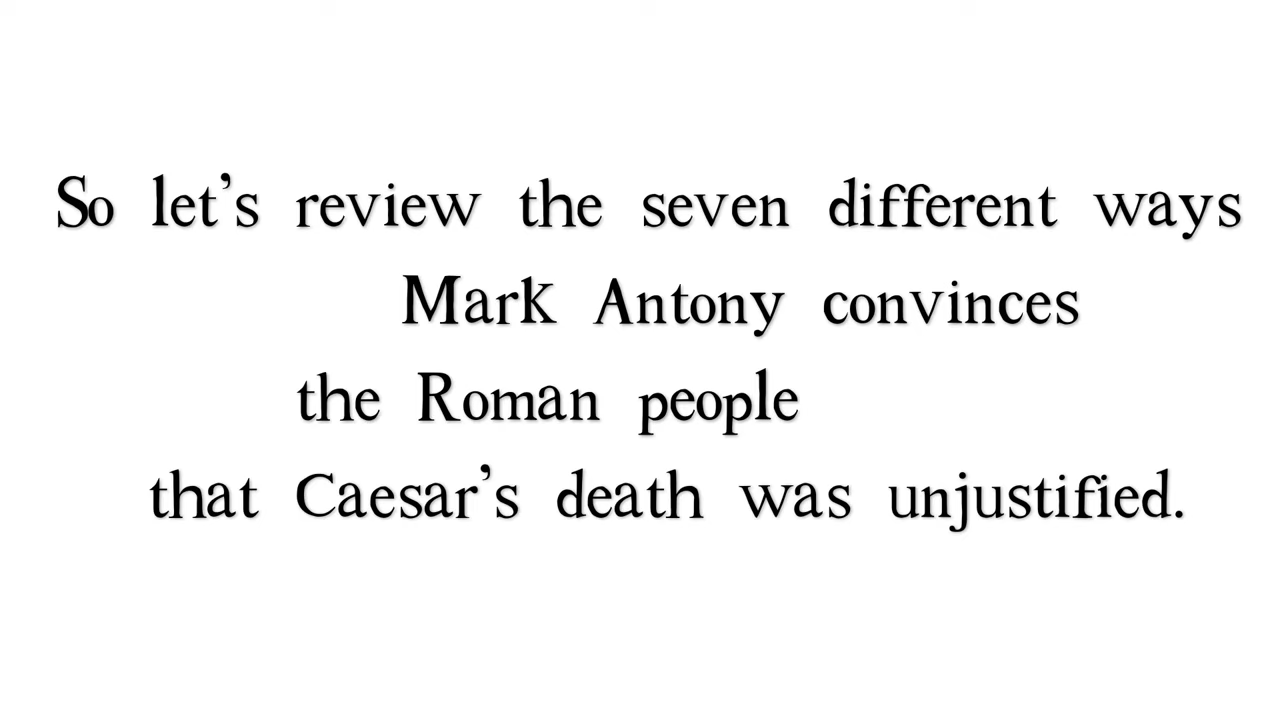 So let’s review the seven different ways
Mark Antony convinces
the Roman people
that Caesar’s death was unjustified.